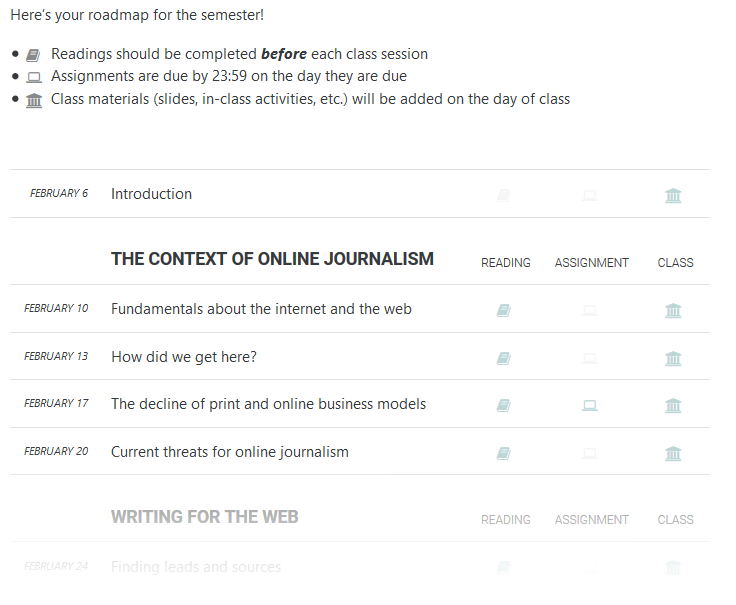 Here's your roadmap for the semester!
Readings should be completed before each class session
Assignments are due by 23:59 on the day they are due
Class materials (slides, in-class activities, etc.) will be added on the day of class
FEBRUARY 6 Introduction
THE CONTEXT OF ONLINE JOURNALISM READING ASSIGNMENT CLASS
FEBRUARY 10 Fundamentals about the internet and the web
FEBRUARY 13 How did we get here?
FEBRUARY 17 The decline of print and online business models
FEBRUARY 20 Current threats for online journalism
WRITING FOR THE WEB READING ASSIGNMENT CLASS
FEBRUARY 24 Finding leads and sources